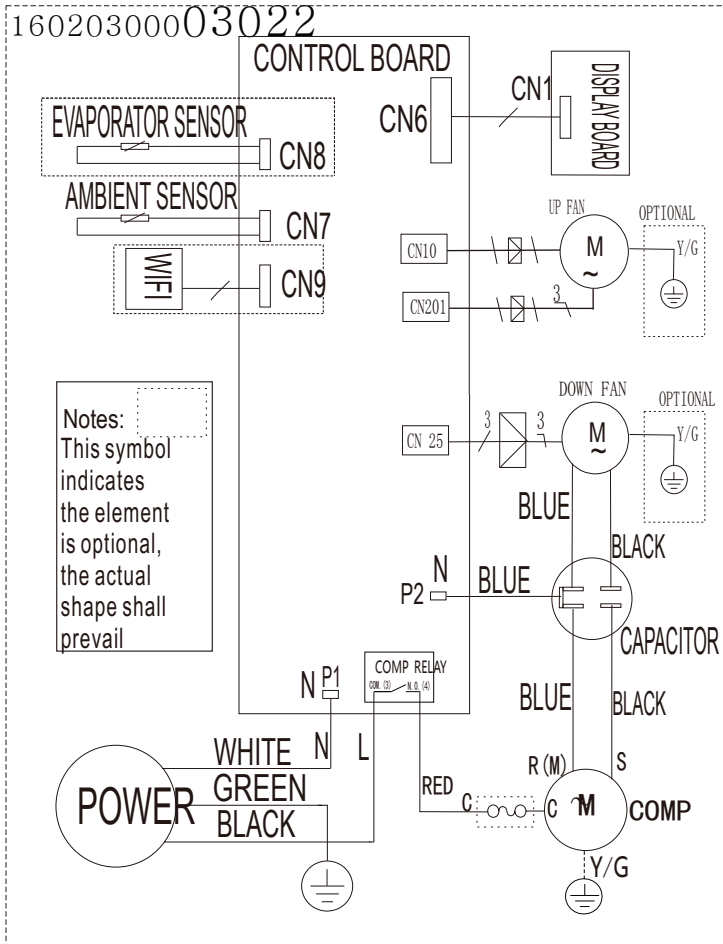 16020300003022
CONTROL BOARD
EVAPORATOR SENSOR
CN8
AMBIENT SENSOR
CN7
WIFI
CN9
CN6
CN1
DISPLAY BOARD
UP FAN
OPTIONAL
CN10
M
~
Y/G
CN201
3
DOWN FAN
OPTIONAL
CN 25
3
3
M
~
Y/G
Notes:
This symbol
indicates
the element
is optional,
the actual
shape shall
prevail
BLUE
BLACK
N
P2
BLUE
CAPACITOR
BLUE
BLACK
COMP RELAY
COM. (3)
N.O. (4)
N
P1
WHITE
N
L
GREEN
BLACK
POWER
RED
R(M)
S
C
C
M
COMP
Y/G